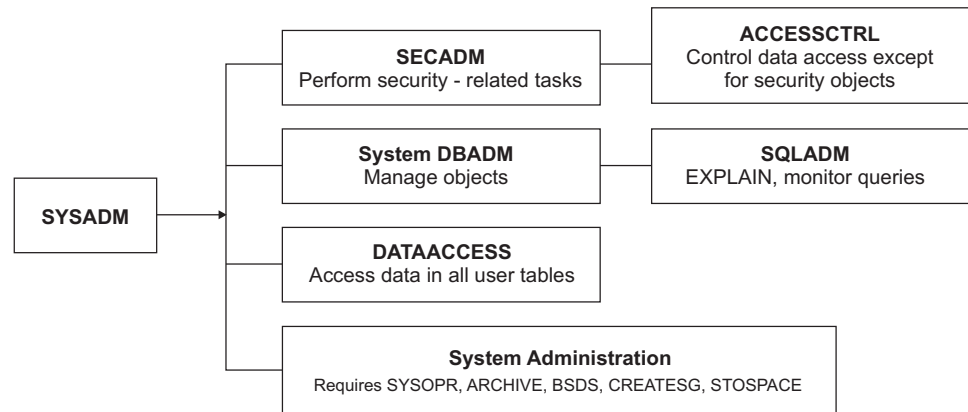 SECADM
Perform security - related tasks
ACCESSCTRL
Control data access except
for security objects
System DBADM
Manage objects
SQLADM
EXPLAIN, monitor queries
SYSADM
DATAACCESS
Access data in all user tables
System Administration
Requires SYSOPR, ARCHIVE, BSDS, CREATESG, STOSPACE